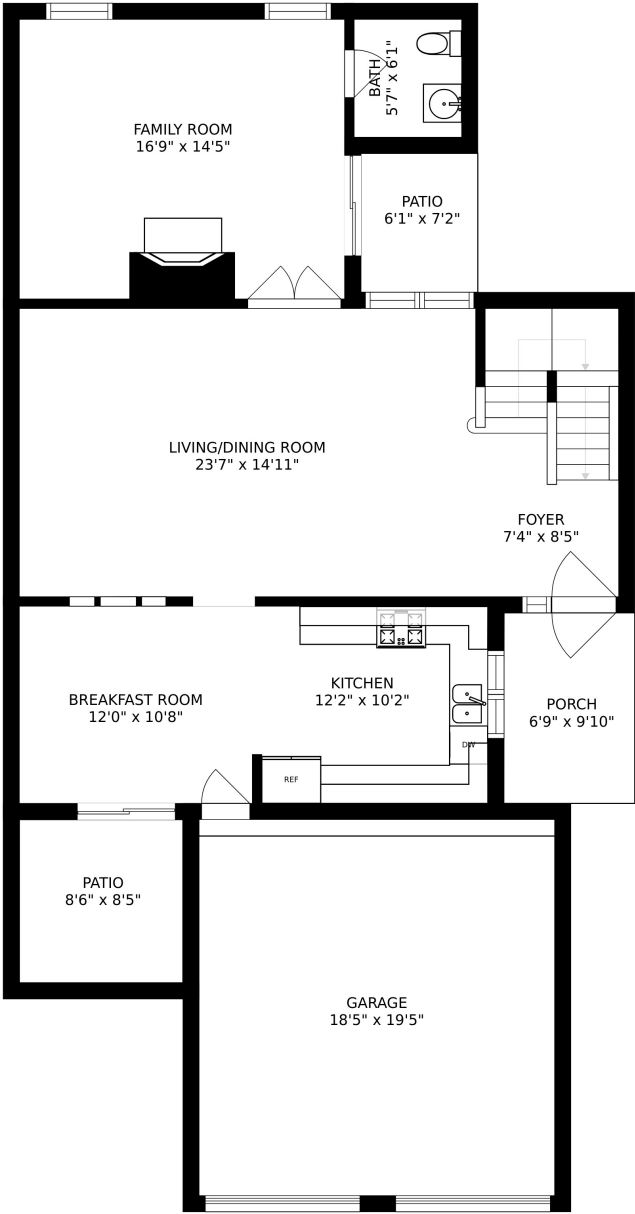 FAMILY ROOM
16'9" x 14'5"
BATH
5'7" x 6'1"
PATIO
6'1" x 7'2"
LIVING/DINING ROOM
23'7" x 14'11"
FOYER
7'4" x 8'5"
KITCHEN
12'2" x 10'2"
BREAKFAST ROOM
12'0" x 10'8"
PORCH
6'9" x 9'10"
DW
REF
PATIO
8'6" x 8'5"
GARAGE
18'5" x 19'5"